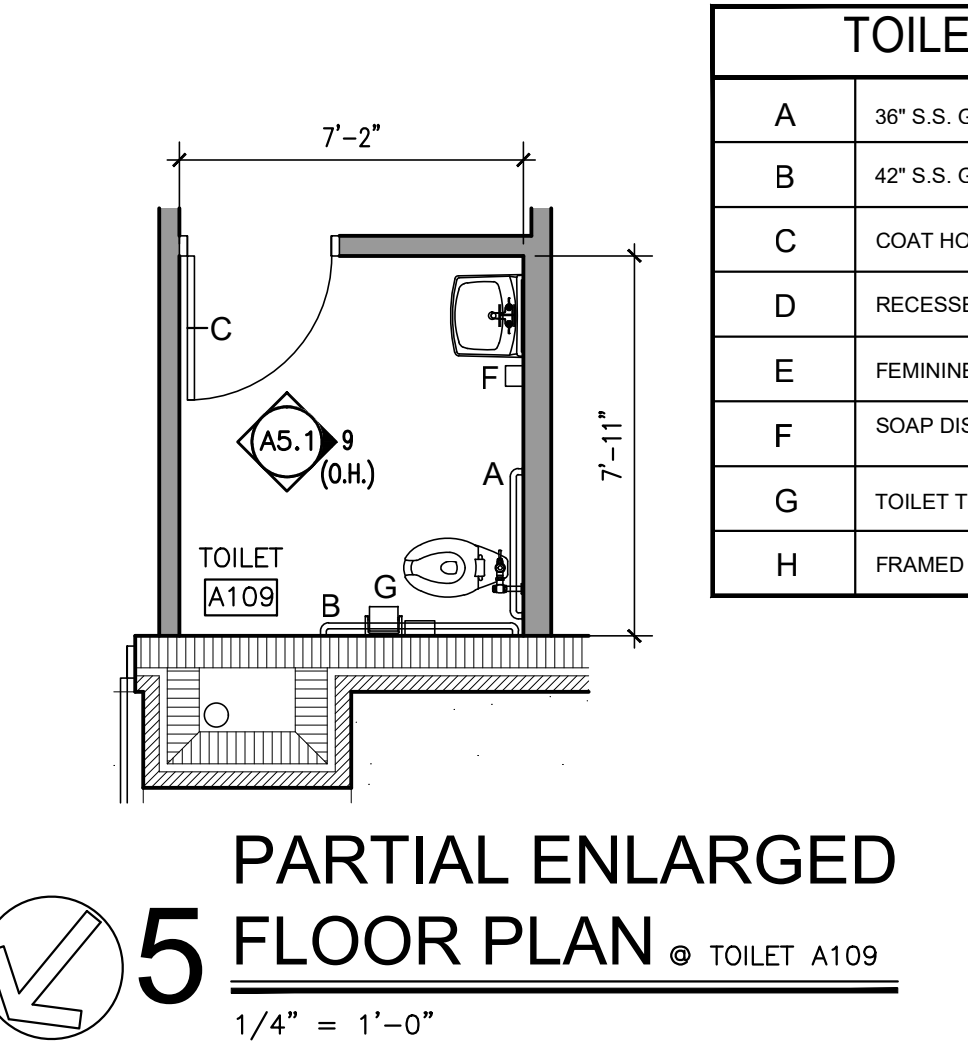 TOILE
A 36" S.S. G
B 42" S.S. G
C COAT HO
D RECESSE
E FEMININE
F SOAP DIS
G TOILET T
H FRAMED
7'-2"
C
F
A5.1 9
(O.H.)
7'-11"
A
TOILET
A109
B
G
5
PARTIAL ENLARGED
FLOOR PLAN @ TOILET A109
1/4" = 1'-0"